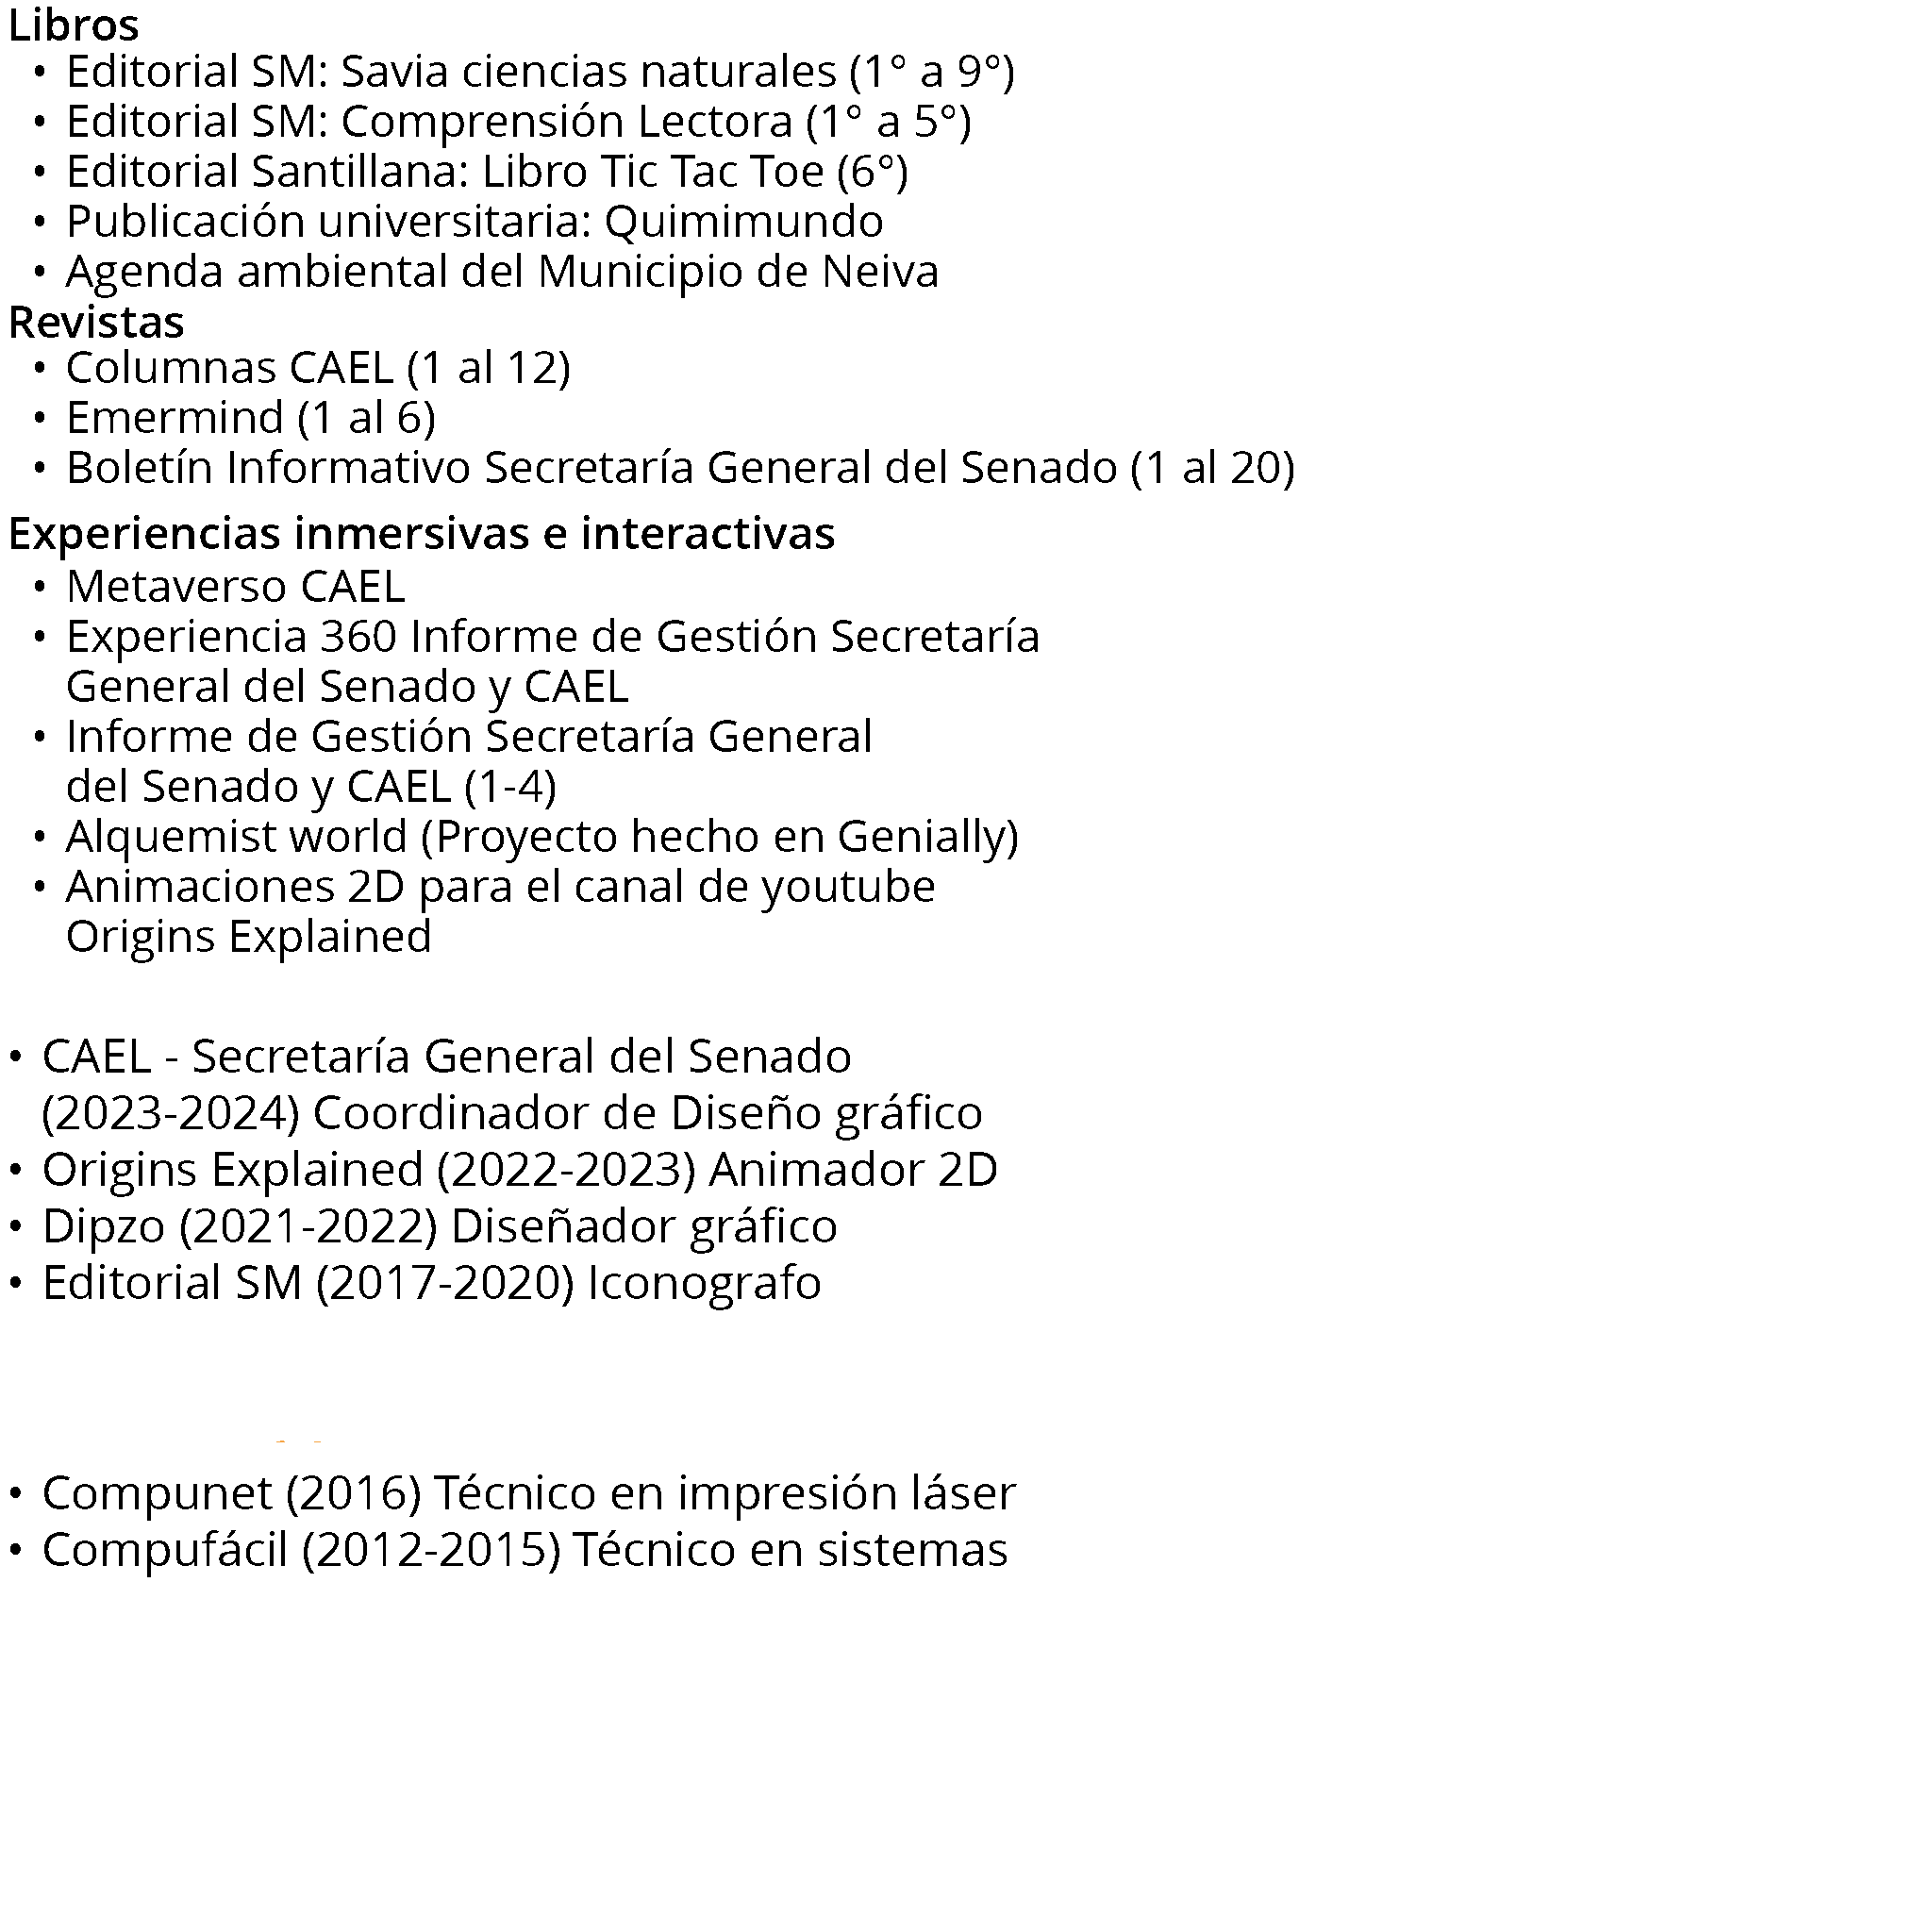 Libros
• Editorial SM: Savia ciencias naturales (1° a 9°)
• Editorial SM: Comprensión Lectora (1° a 5°)
• Editorial Santillana: Libro Tic Tac Toe (6°)
• Publicación universitaria: Quimimundo
• Agenda ambiental del Municipio de Neiva
Revistas
• Columnas CAEL (1 al 12)
• Emermind (1 al 6)
• Boletín Informativo Secretaría General del Senado (1 al 20)
Experiencias inmersivas e interactivas
• Metaverso CAEL
• Experiencia 360 Informe de Gestión Secretaría
General del Senado y CAEL
• Informe de Gestión Secretaría General
del Senado y CAEL (1-4)
• Alquemist world (Proyecto hecho en Genially)
• Animaciones 2D para el canal de youtube
Origins Explained
• CAEL - Secretaría General del Senado
(2023-2024) Coordinador de Diseño gráfico
• Origins Explained (2022-2023) Animador 2D
• Dipzo (2021-2022) Diseñador gráfico
• Editorial SM (2017-2020) Iconografo
• Compunet (2016) Técnico en impresión láser
• Compufácil (2012-2015) Técnico en sistemas